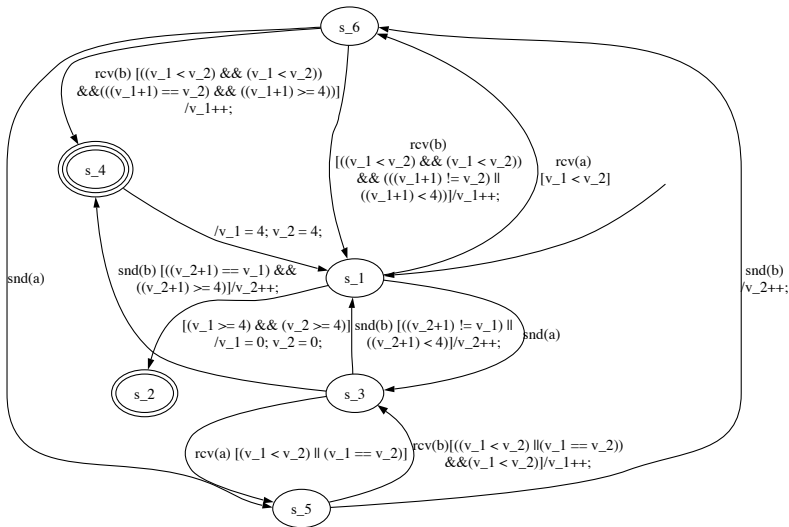 s_6
rcv(b) [((v_1 < v_2) && (v_1 < v_2))
&&(((v_1+1) == v_2) && ((v_1+1) >= 4))]
/v_1++;
rcv(b)
[((v_1 < v_2) && (v_1 < v_2))
&& (((v_1+1) != v_2) ||
((v_1+1) < 4))]/v_1++;
rcv(a)
[v_1 < v_2]
s_4
/v_1 = 4; v_2 = 4;
snd(a)
snd(b) [((v_2+1) == v_1) &&
((v_2+1) >= 4)]/v_2++;
s_1
snd(b)
/v_2++;
[(v_1 >= 4) && (v_2 >= 4)]
/v_1 = 0; v_2 = 0;
snd(b) [((v_2+1) != v_1) ||
((v_2+1) < 4)]/v_2++;
snd(a)
s_2
s_3
rcv(a) [(v_1 < v_2) || (v_1 == v_2)]
rcv(b)[((v_1 < v_2) ||(v_1 == v_2))
&&(v_1 < v_2)]/v_1++;
s_5